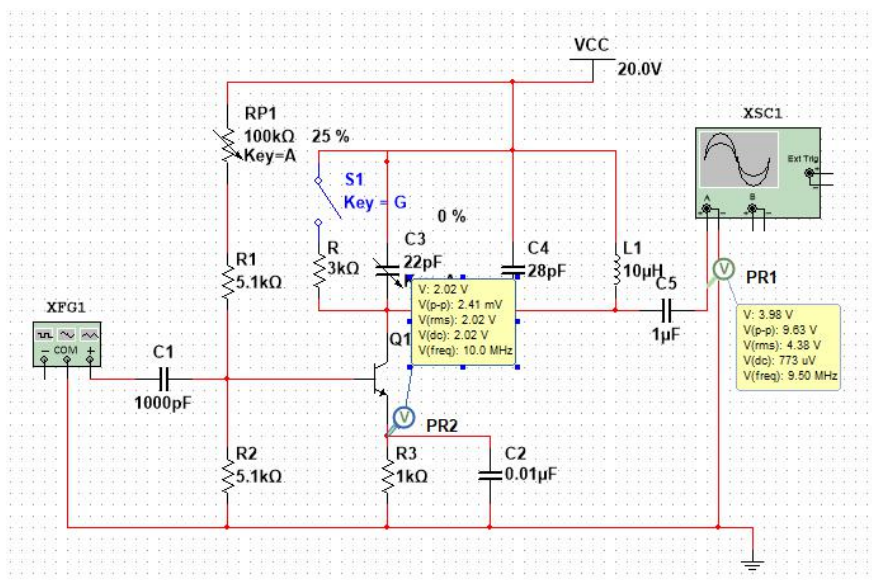 VCC
20.0V
RP1
100kΩ
Key=A
25 %
XSC1
Ext Trig
A
B
S1
Key = G
0 %
R
3kΩ
C3
22pF
C4
28pF
L1
10μH
C5
1μF
PR1
R1
5.1kΩ
V: 2.02 V
V(p-p): 2.41 mV
V(rms): 2.02 V
V(dc): 2.02 V
V(freq): 10.0 MHz
V: 3.98 V
V(p-p): 9.63 V
V(rms): 4.38 V
V(dc): 773 uV
V(freq): 9.50 MHz
XFG1
COM
C1
1000pF
Q1
V
V
PR2
R2
5.1kΩ
R3
1kΩ
C2
0.01μF